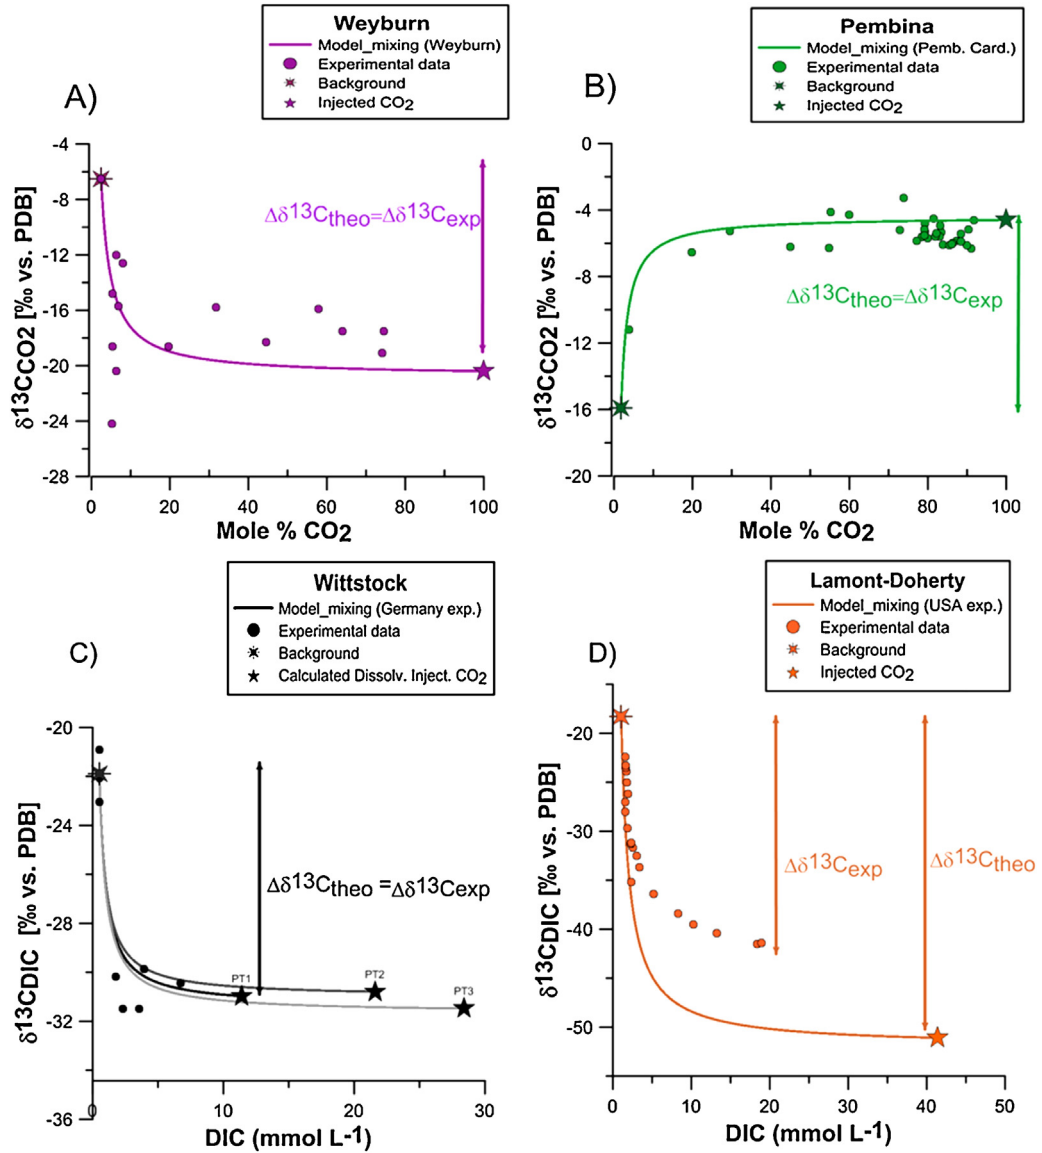 Weyburn
Model_mixing (Weyburn)
Experimental data
Background
Injected CO2
A)
-4
-8
-12
-16
-20
-24
-28
δ13CCO2 [‰ vs. PDB]
Δδ13Ctheo=Δδ13Cexp
0 20 40 60 80 100
Mole % CO2
Pembina
Model_mixing (Pemb. Card.)
Experimental data
Background
Injected CO2
B)
0
-4
-8
-12
-16
-20
δ13CCO2 [‰ vs. PDB]
Δδ13Ctheo=Δδ13Cexp
0 20 40 60 80 100
Mole % CO2
Wittstock
Model_mixing (Germany exp.)
Experimental data
Background
Calculated Dissolv. Inject. CO2
C)
-20
-24
-28
-32
-36
δ13CDIC [‰ vs. PDB]
Δδ13Ctheo =Δδ13Cexp
PT1
PT2
PT3
0 10 20 30
DIC (mmol L-1)
Lamont-Doherty
Model_mixing (USA exp.)
Experimental data
Background
Injected CO2
D)
-20
-30
-40
-50
δ13CDIC [‰ vs. PDB]
Δδ13Cexp
Δδ13Ctheo
0 10 20 30 40 50
DIC (mmol L-1)